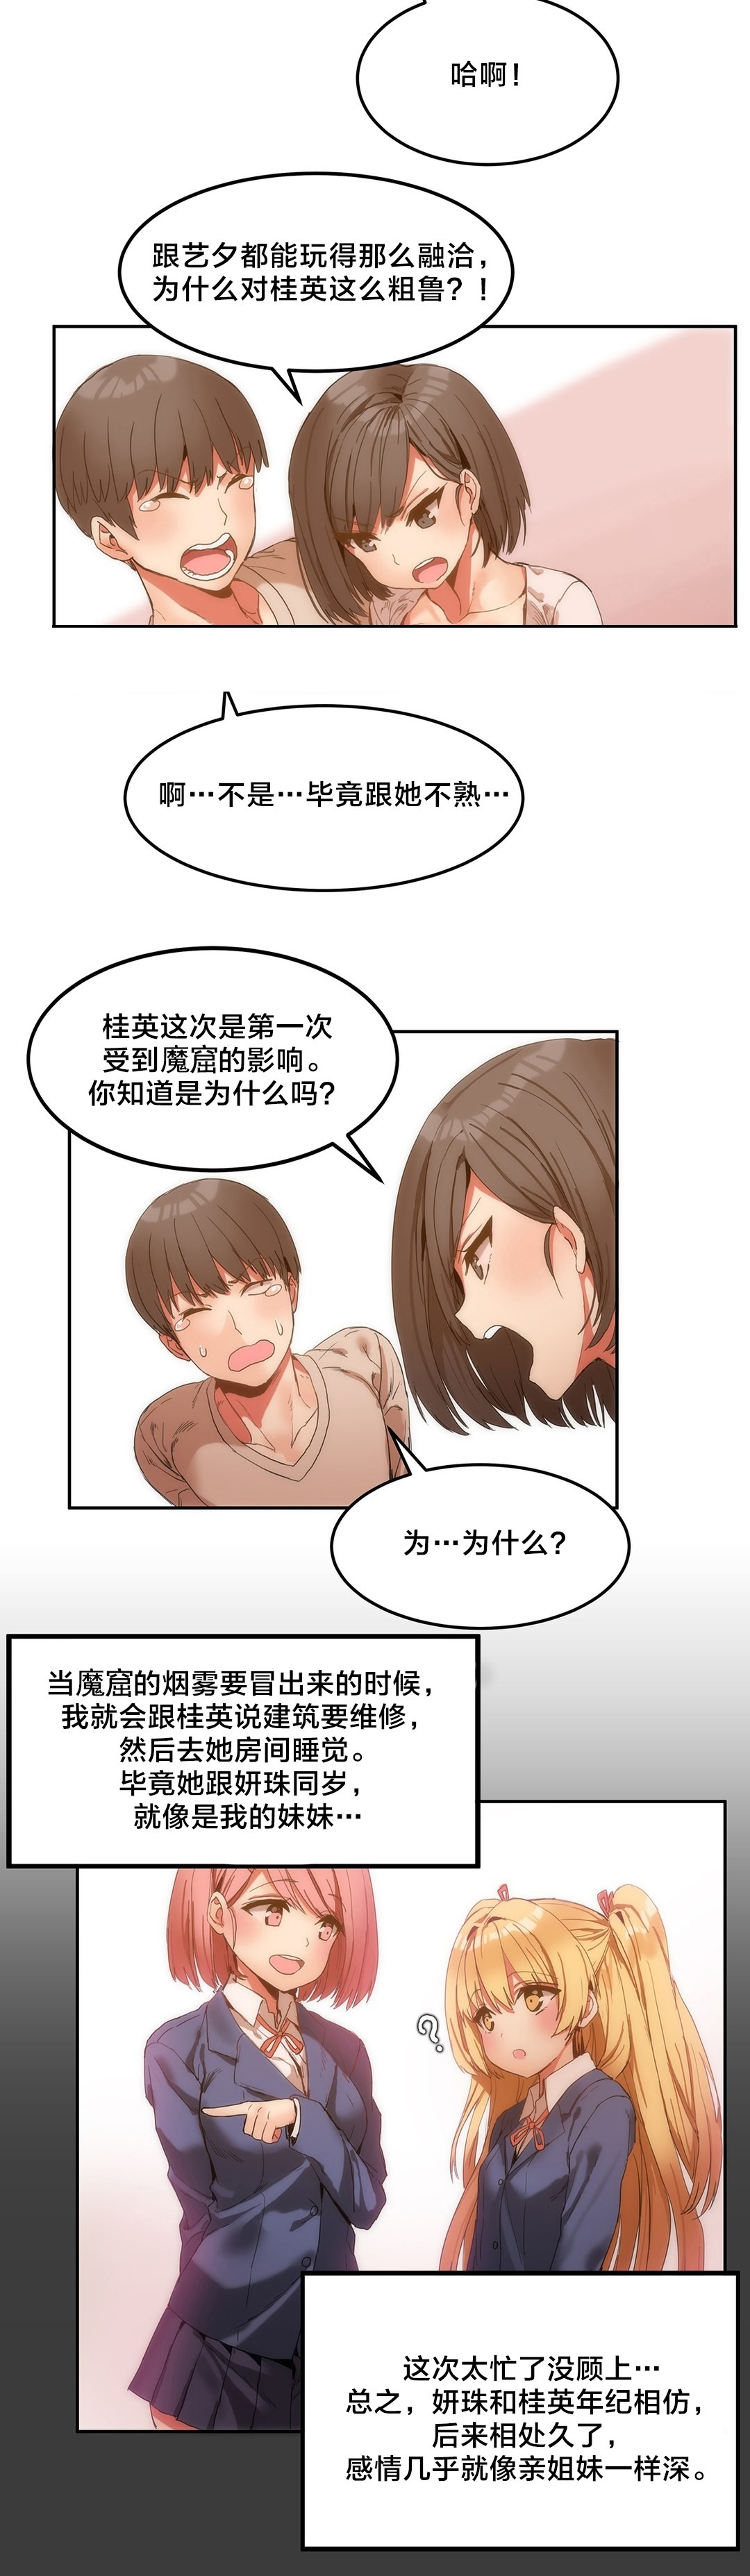 哈啊！
跟艺夕都能玩得那么融洽，
为什么对桂英这么粗鲁？！
啊…不是…毕竟跟她不熟…
桂英这次是第一次
受到魔窟的影响。
你知道是为什么吗？
为…为什么？
当魔窟的烟雾要冒出来的时候，
我就会跟桂英说建筑要维修，
然后去她房间睡觉。
毕竟她跟妍珠同岁，
就像是我的妹妹…
?.
这次太忙了没顾上…
总之，妍珠和桂英年纪相仿，
后来相处久了，
感情几乎就像亲姐妹一样深。